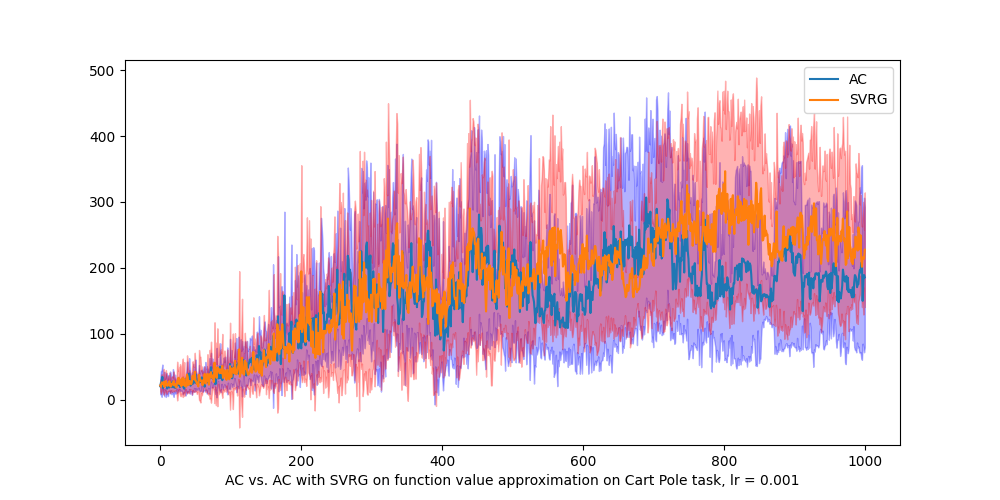 500
400
300
200
100
0
AC
SVRG
0 200 400 600 800 1000
AC vs. AC with SVRG on function value approximation on Cart Pole task, lr = 0.001